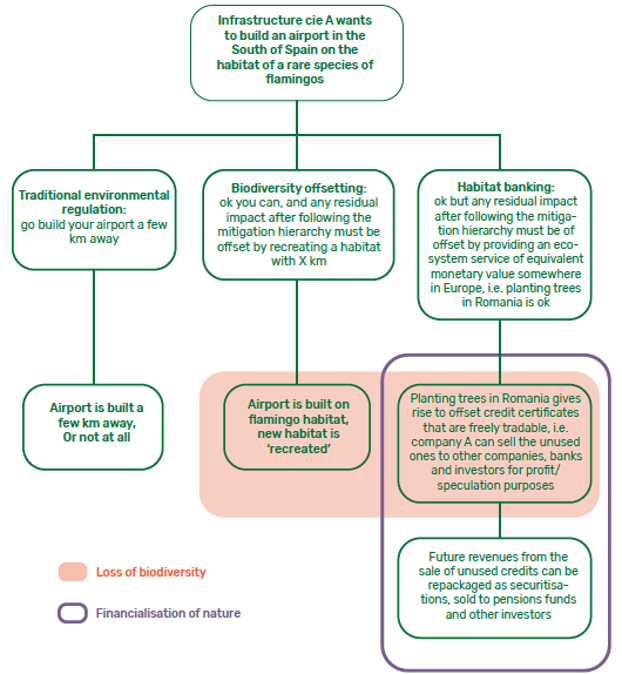 Infrastructure cie A wants
to build an airport in the
South of Spain on the
habitat of a rare species of
flamingos
Traditional environmental
regulation:
go build your airport a few
km away
Biodiversity offsetting:
ok you can, and any residual
impact after following the
mitigation hierarchy must be
offset by recreating a habitat
with X km
Habitat banking:
ok but any residual impact
after following the mitiga-
tion hierarchy must be of
offset by providing an eco-
system service of equivalent
monetary value somewhere
in Europe, i.e. planting trees
in Romania is ok
Airport is built a
few km away,
Or not at all
Airport is built on
flamingo habitat,
new habitat is
‘recreated’
Planting trees in Romania gives
rise to offset credit certificates
that are freely tradable, i.e.
company A can sell the unused
ones to other companies, banks
and investors for profit/
speculation purposes
Future revenues from the
sale of unused credits can be
repackaged as securitisa-
tions, sold to pensions funds
and other investors
Loss of biodiversity
Financialisation of nature